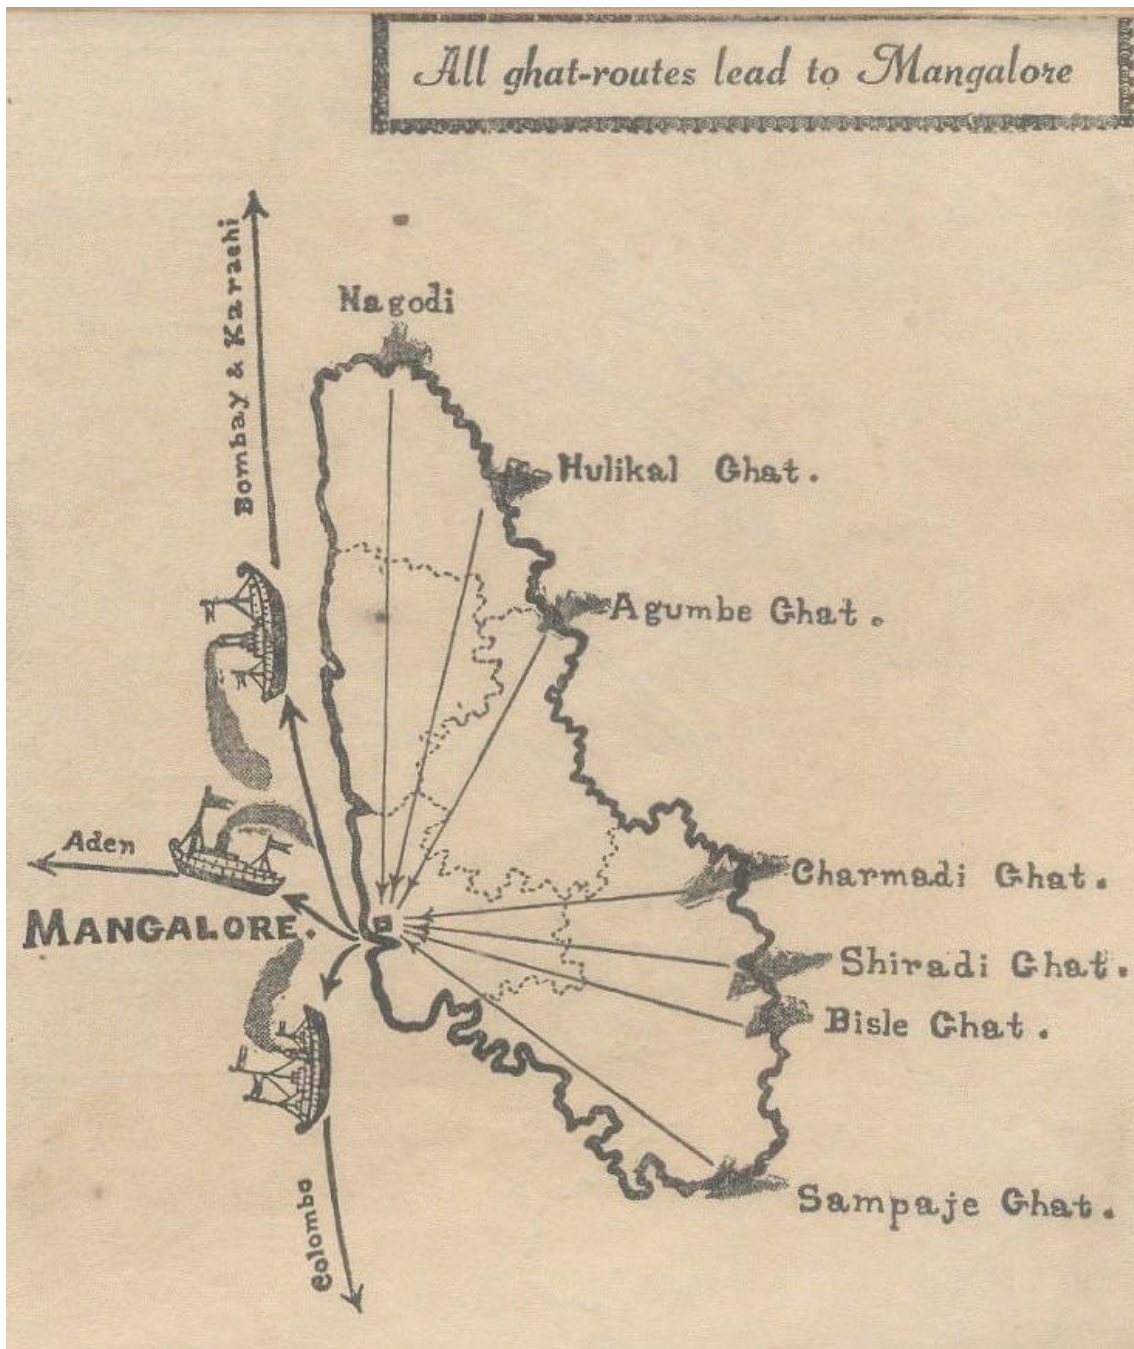 All ghat-routes lead to Mangalore
Bombay & Karachi
Nagodi
Hulikal Ghat.
Agumbe Ghat.
Aden
Charmadi Ghat.
MANGALORE.
Shiradi Ghat.
Bisle Ghat.
Colombo
Sampaje Ghat.